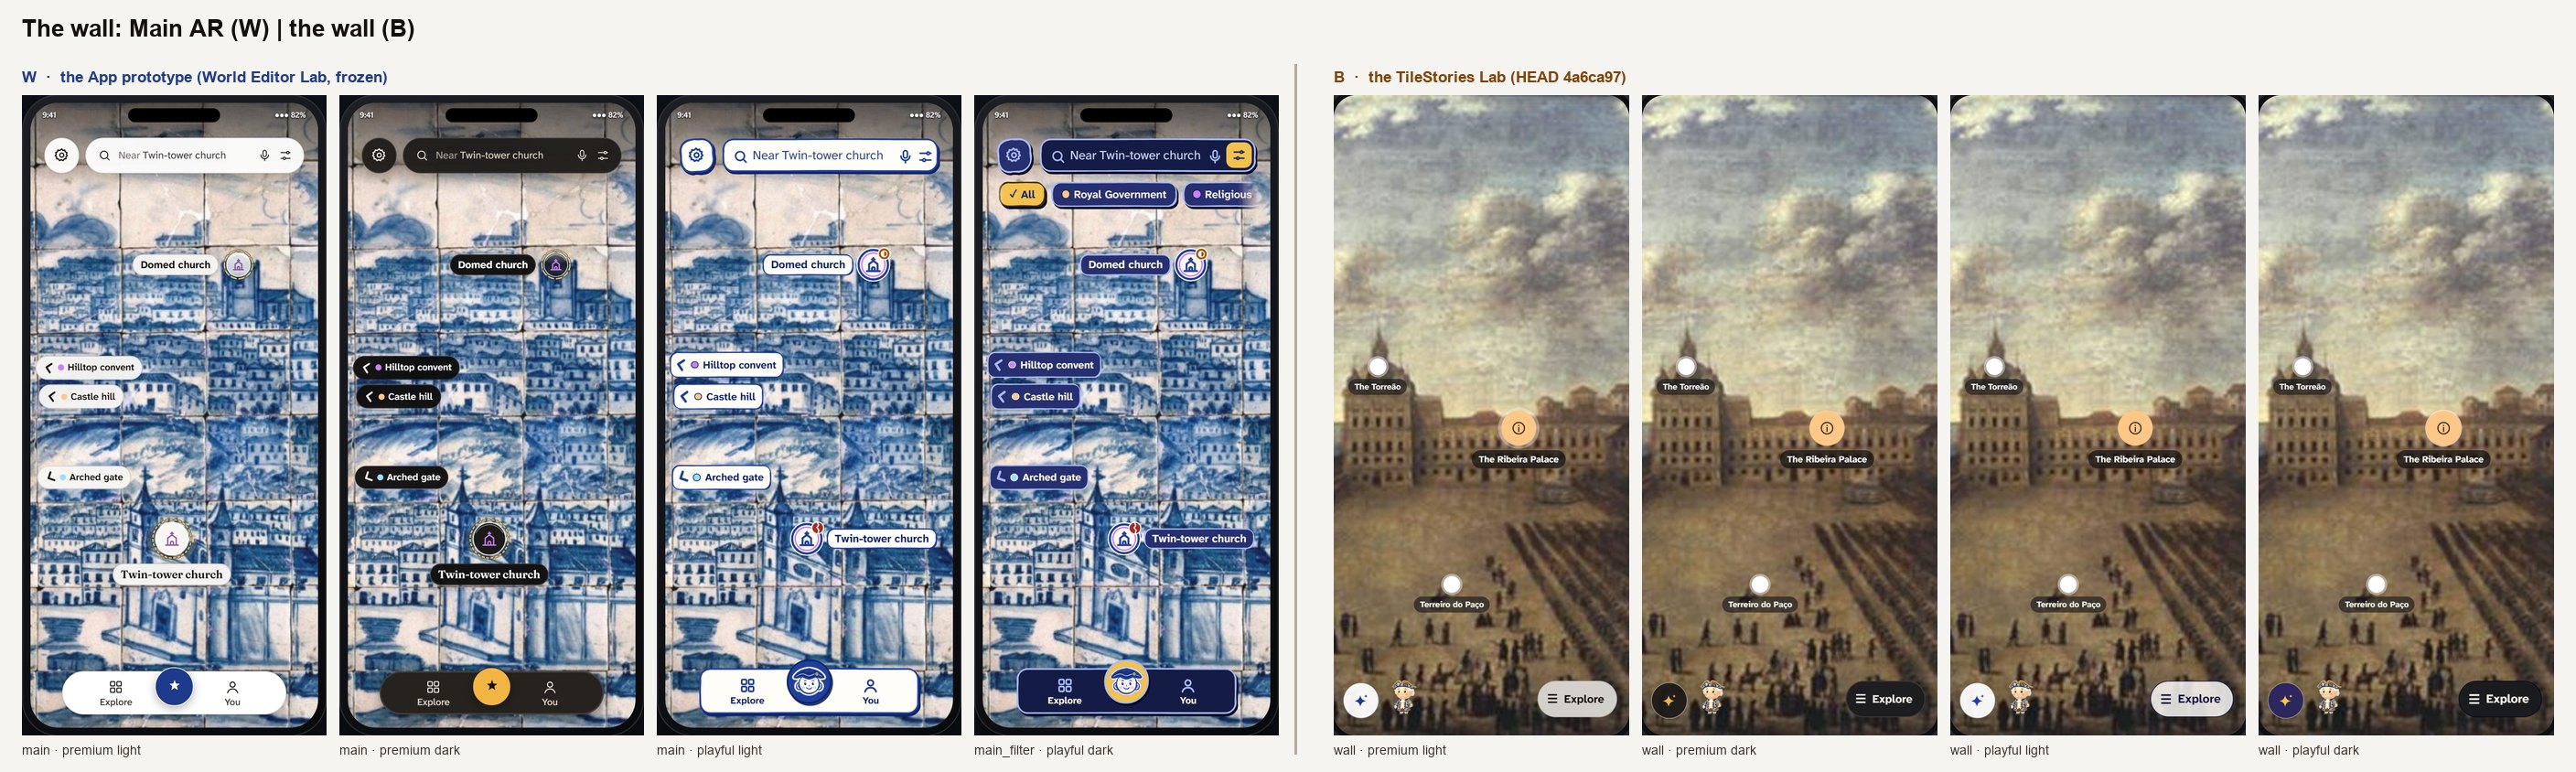 The wall: Main AR (W) | the wall (B)
W · the App prototype (World Editor Lab, frozen)
9:41
●●● 82%
Near Twin-tower church
Domed church
Hilltop convent
Castle hill
Arched gate
Twin-tower church
Explore
You
main · premium light
9:41
●●● 82%
Near Twin-tower church
Domed church
Hilltop convent
Castle hill
Arched gate
Twin-tower church
Explore
You
main · premium dark
9:41
●●● 82%
Near Twin-tower church
Domed church
Hilltop convent
Castle hill
Arched gate
Twin-tower church
Explore
You
main · playful light
9:41
●●● 82%
Near Twin-tower church
✓ All
Royal Government
Religious
Domed church
Hilltop convent
Castle hill
Arched gate
Twin-tower church
Explore
You
main_filter · playful dark
B · the TileStories Lab (HEAD 4a6ca97)
The Torreão
The Ribeira Palace
Terreiro do Paço
Explore
wall · premium light
The Torreão
The Ribeira Palace
Terreiro do Paço
Explore
wall · premium dark
The Torreão
The Ribeira Palace
Terreiro do Paço
Explore
wall · playful light
The Torreão
The Ribeira Palace
Terreiro do Paço
Explore
wall · playful dark